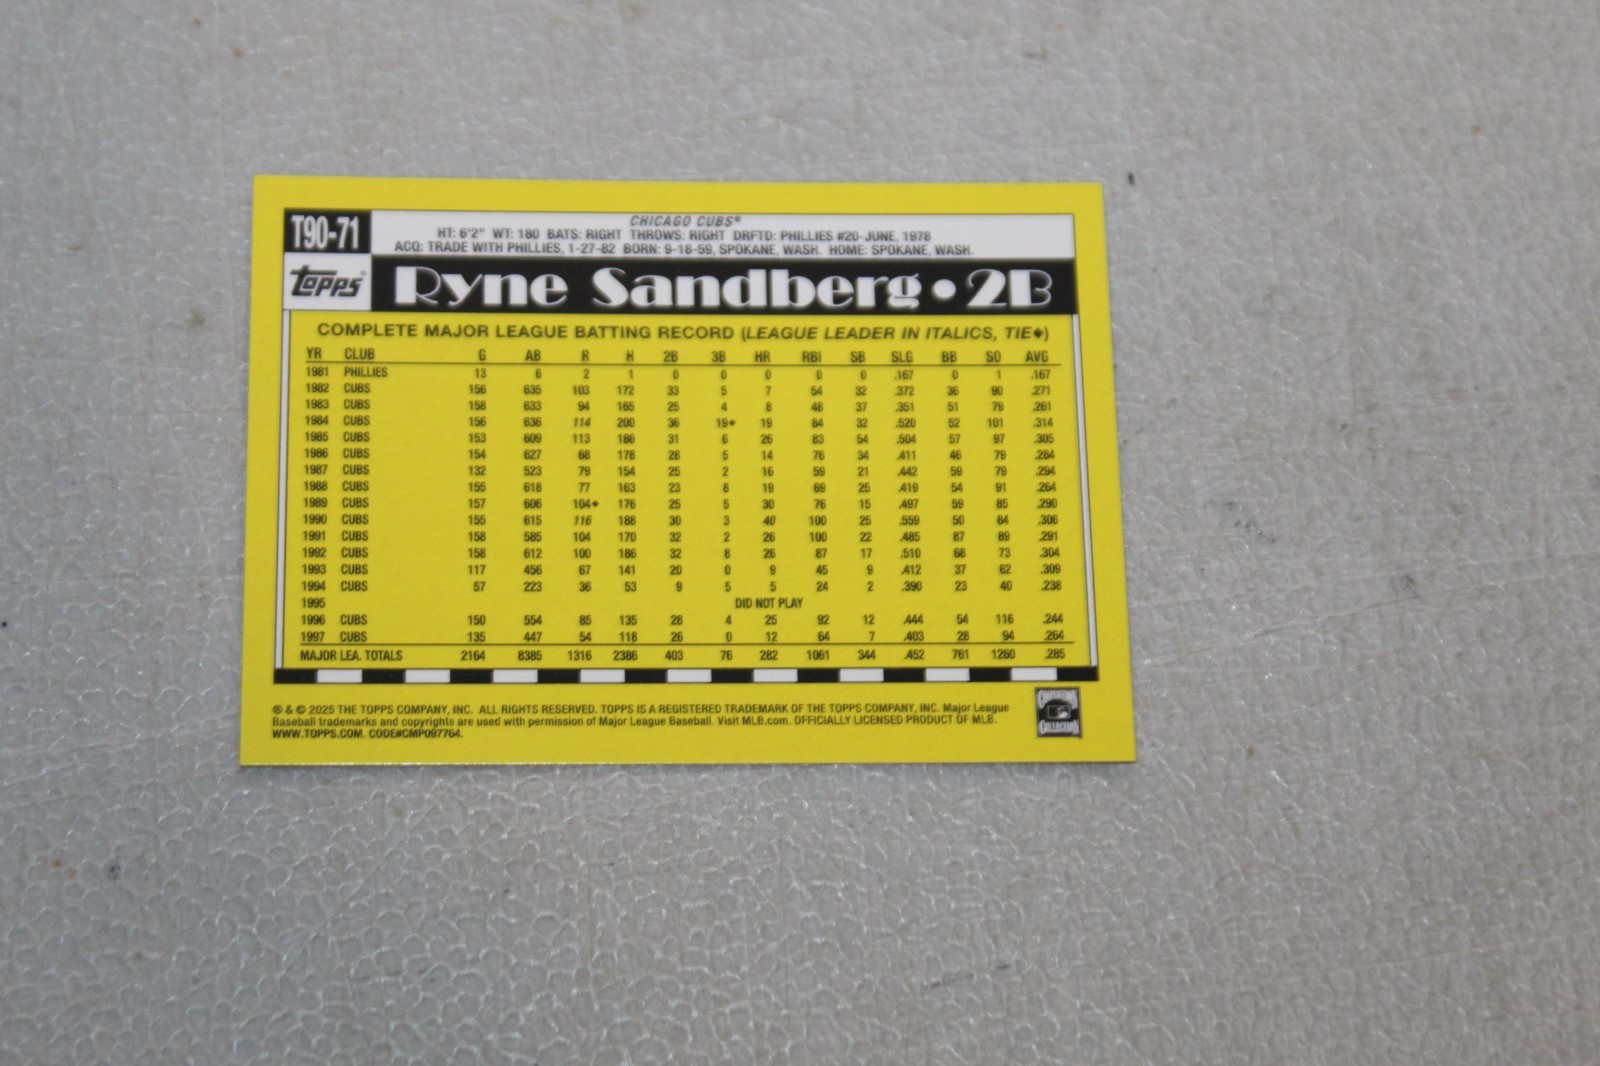 T90-71
CHICAGO CUBS®
HT: 6'2" WT: 180 BATS: RIGHT THROWS: RIGHT DRFTD: PHILLIES #20-JUNE, 1978
ACQ: TRADE WITH PHILLIES, 1-27-82 BORN: 9-18-59, SPOKANE, WASH. HOME: SPOKANE, WASH.
topps®
Ryne Sandberg • 2B
COMPLETE MAJOR LEAGUE BATTING RECORD (LEAGUE LEADER IN ITALICS, TIE♦)
YR CLUB G AB R H 2B 3B HR RBI SB SLG BB SO AVG
1981 PHILLIES 13 6 2 1 0 0 0 0 0 .167 0 1 .167
1982 CUBS 156 635 103 172 33 5 7 54 32 .372 36 90 .271
1983 CUBS 158 633 94 165 25 4 8 48 37 .351 51 79 .261
1984 CUBS 156 636 114 200 36 19♦ 19 84 32 .520 52 101 .314
1985 CUBS 153 609 113 186 31 6 26 83 54 .504 57 97 .305
1986 CUBS 154 627 68 178 28 5 14 76 34 .411 46 79 .284
1987 CUBS 132 523 79 154 25 2 16 59 21 .442 59 79 .294
1988 CUBS 155 618 77 163 23 8 19 69 25 .419 54 91 .264
1989 CUBS 157 606 104♦ 176 25 5 30 76 15 .497 59 85 .290
1990 CUBS 155 615 116 188 30 3 40 100 25 .559 50 84 .306
1991 CUBS 158 585 104 170 32 2 26 100 22 .485 87 89 .291
1992 CUBS 158 612 100 186 32 8 26 87 17 .510 68 73 .304
1993 CUBS 117 456 67 141 20 0 9 45 9 .412 37 62 .309
1994 CUBS 57 223 36 53 9 5 5 24 2 .390 23 40 .238
1995 DID NOT PLAY
1996 CUBS 150 554 85 135 28 4 25 92 12 .444 54 116 .244
1997 CUBS 135 447 54 118 26 0 12 64 7 .403 28 94 .264
MAJOR LEA. TOTALS 2164 8385 1316 2386 403 76 282 1061 344 .452 761 1260 .285
® & © 2025 THE TOPPS COMPANY, INC. ALL RIGHTS RESERVED. TOPPS IS A REGISTERED TRADEMARK OF THE TOPPS COMPANY, INC. Major League
Baseball trademarks and copyrights are used with permission of Major League Baseball. Visit MLB.com. OFFICIALLY LICENSED PRODUCT OF MLB.
WWW.TOPPS.COM. CODE#CMP097764.
COOPERSTOWN
COLLECTION